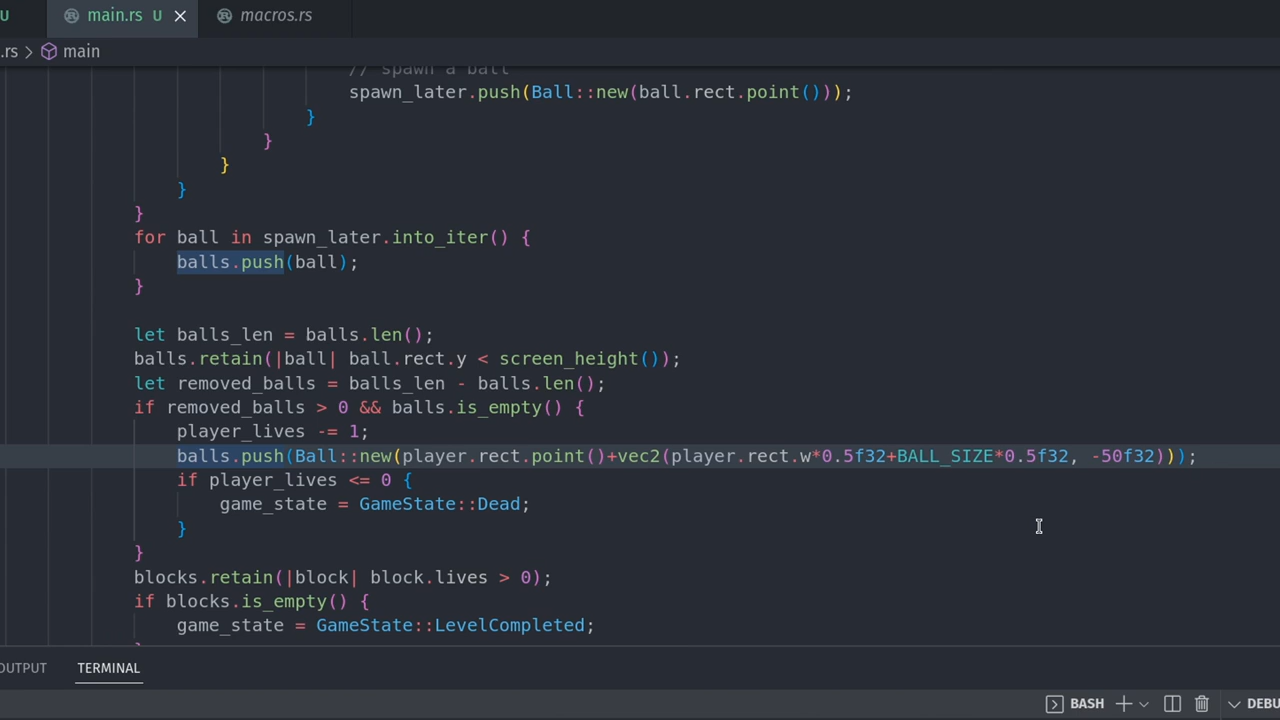 U main.rs U macros.rs
.rs > main
// spawn a ball
spawn_later.push(Ball::new(ball.rect.point()));
}
}
}
}
}
for ball in spawn_later.into_iter() {
balls.push(ball);
}
let balls_len = balls.len();
balls.retain(|ball| ball.rect.y < screen_height());
let removed_balls = balls_len - balls.len();
if removed_balls > 0 && balls.is_empty() {
player_lives -= 1;
balls.push(Ball::new(player.rect.point()+vec2(player.rect.w*0.5f32+BALL_SIZE*0.5f32, -50f32)));
if player_lives <= 0 {
game_state = GameState::Dead;
}
}
blocks.retain(|block| block.lives > 0);
if blocks.is_empty() {
game_state = GameState::LevelCompleted;
}
OUTPUT TERMINAL
BASH DEBU